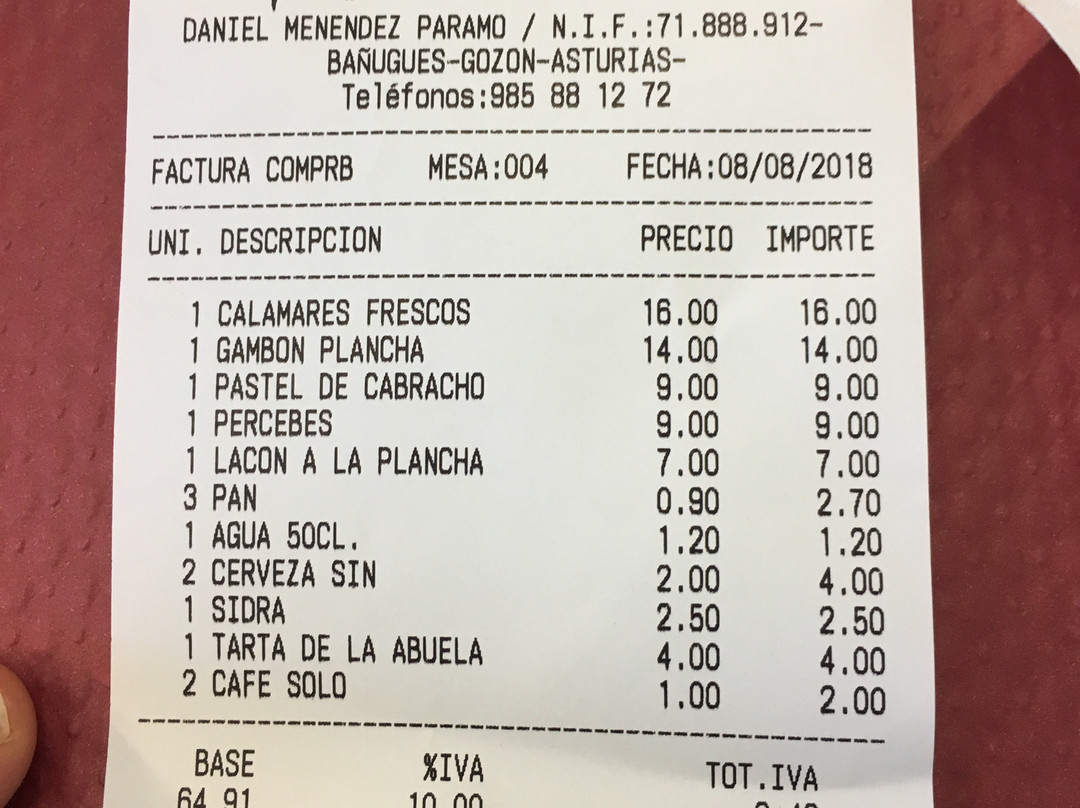 DANIEL MENENDEZ PARAMO / N.I.F.:71.888.912-
BAÑUGUES-GOZON-ASTURIAS-
Teléfonos:985 88 12 72
FACTURA COMPRB MESA:004 FECHA:08/08/2018
UNI. DESCRIPCION PRECIO IMPORTE
1 CALAMARES FRESCOS 16.00 16.00
1 GAMBON PLANCHA 14.00 14.00
1 PASTEL DE CABRACHO 9.00 9.00
1 PERCEBES 9.00 9.00
1 LACON A LA PLANCHA 7.00 7.00
3 PAN 0.90 2.70
1 AGUA 50CL. 1.20 1.20
2 CERVEZA SIN 2.00 4.00
1 SIDRA 2.50 2.50
1 TARTA DE LA ABUELA 4.00 4.00
2 CAFE SOLO 1.00 2.00
BASE %IVA TOT.IVA
64.91 10.00